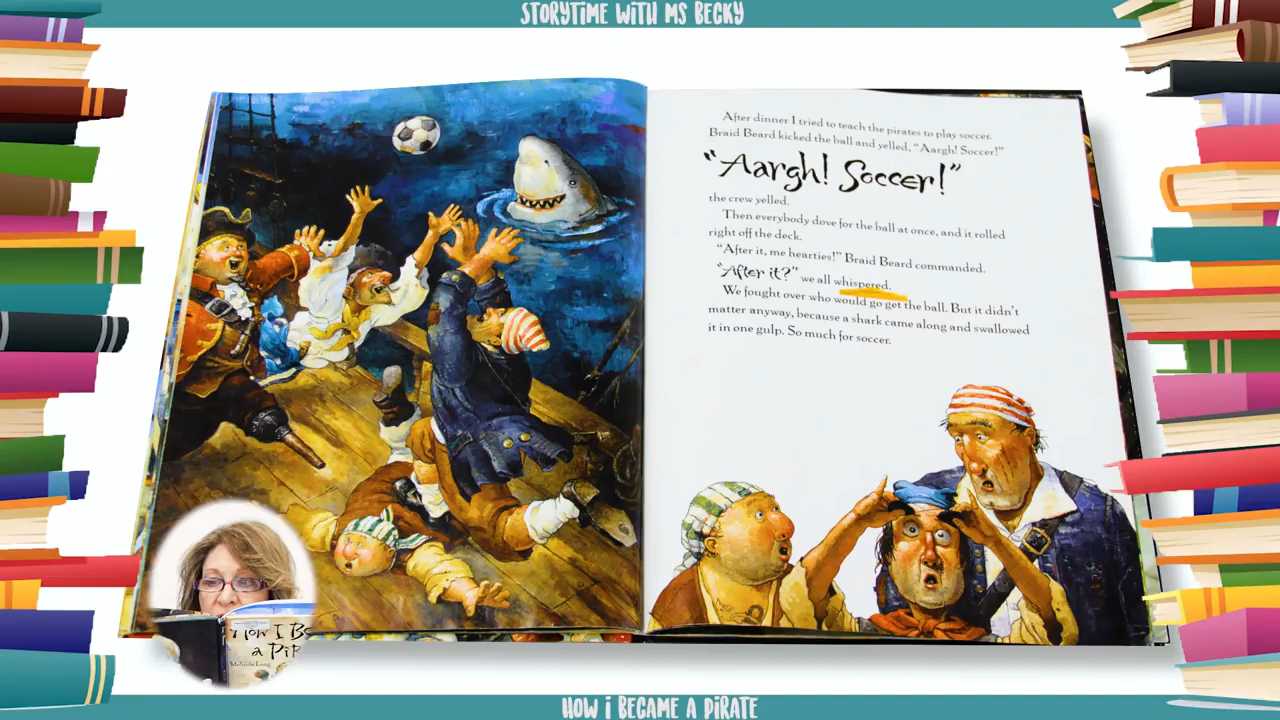 STORYTIME WITH MS BECKY
After dinner I tried to teach the pirates to play soccer.
Braid Beard kicked the ball and yelled, “Aargh! Soccer!”
“Aargh! Soccer!”
the crew yelled.
Then everybody dove for the ball at once, and it rolled
right off the deck.
“After it, me hearties!” Braid Beard commanded.
“After it?” we all whispered.
We fought over who would go get the ball. But it didn’t
matter anyway, because a shark came along and swallowed
it in one gulp. So much for soccer.
How I
a
Melinda Long
HOW I BECAME A PIRATE